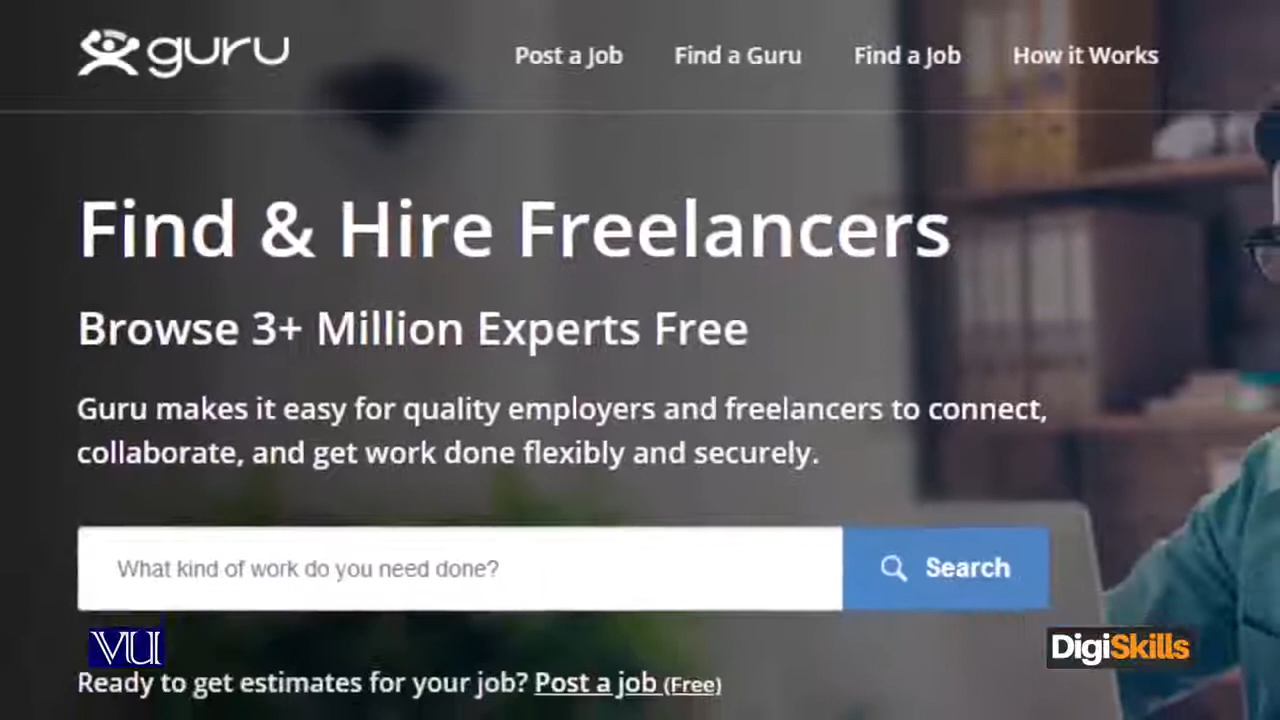 guru
Post a Job Find a Guru Find a Job How it Works
Find & Hire Freelancers
Browse 3+ Million Experts Free
Guru makes it easy for quality employers and freelancers to connect,
collaborate, and get work done flexibly and securely.
What kind of work do you need done?
Search
VU
DigiSkills
Ready to get estimates for your job? Post a job (Free)